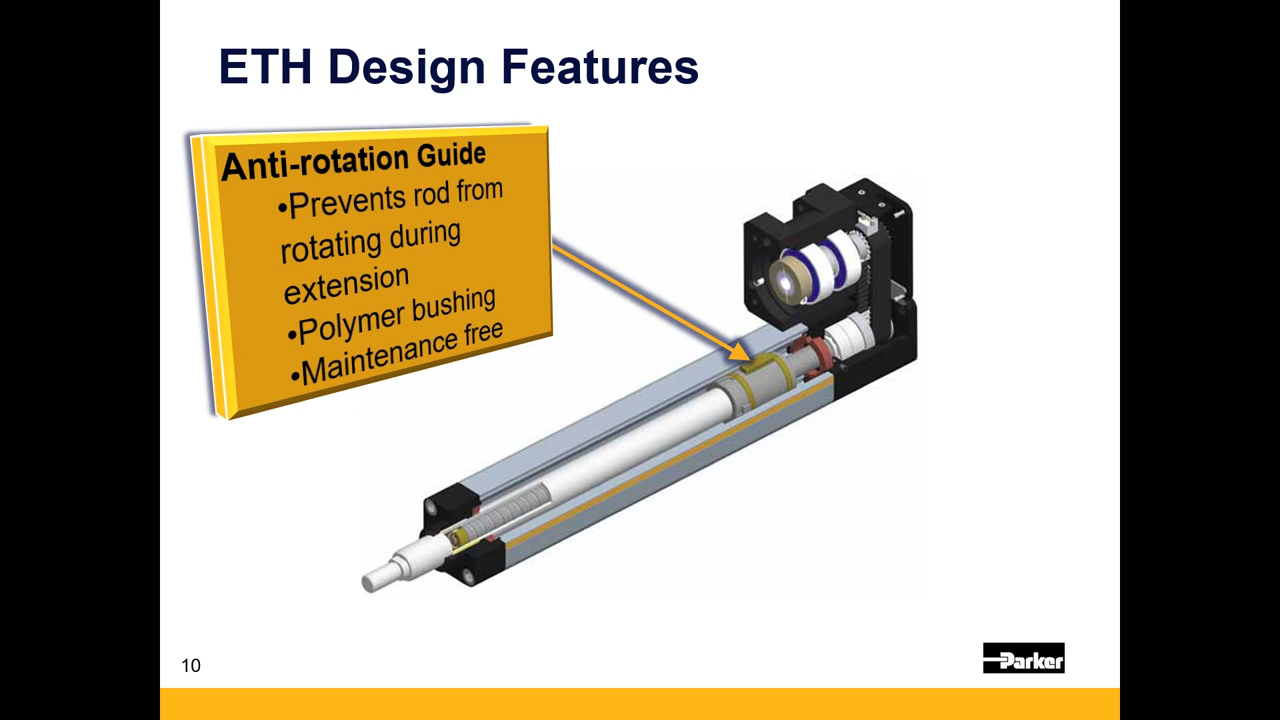 ETH Design Features
Anti-rotation Guide
•Prevents rod from
rotating during
extension
•Polymer bushing
•Maintenance free
10
Parker